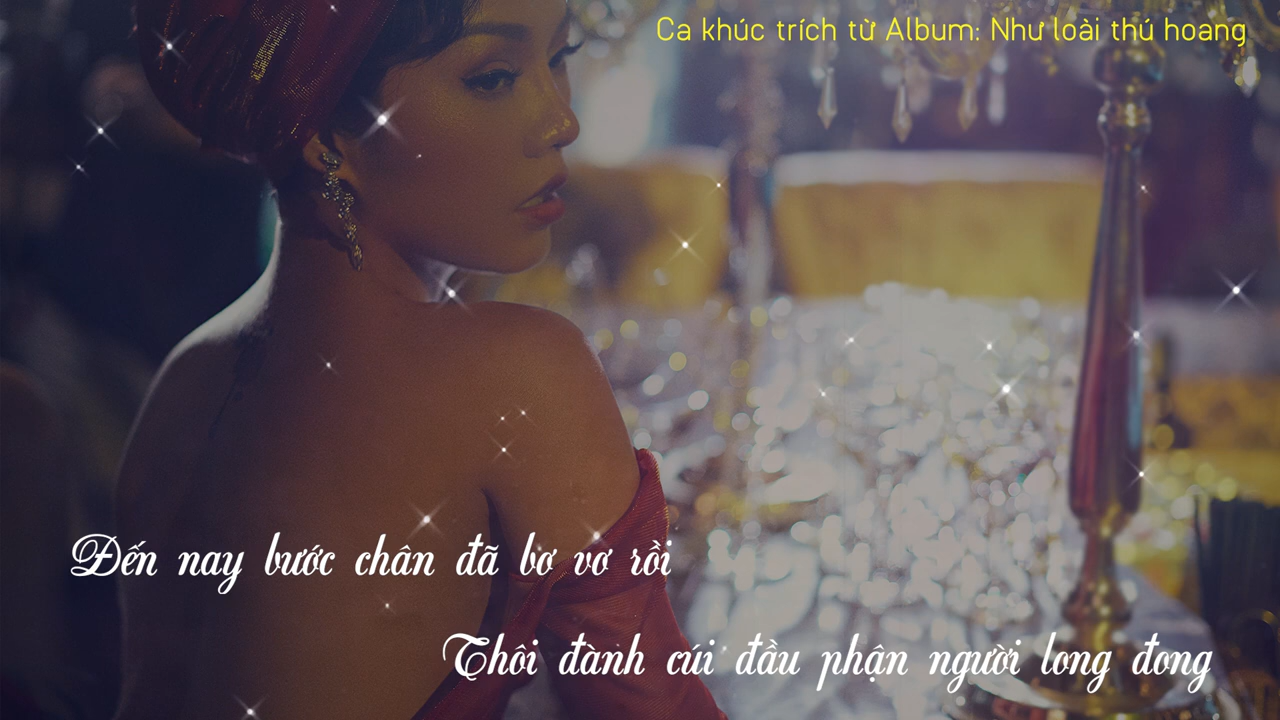 Ca khúc trích từ Album: Như loài thú hoang
Đến nay bước chân đã bơ vơ rồi
Thôi đành cúi đầu phận người long đong